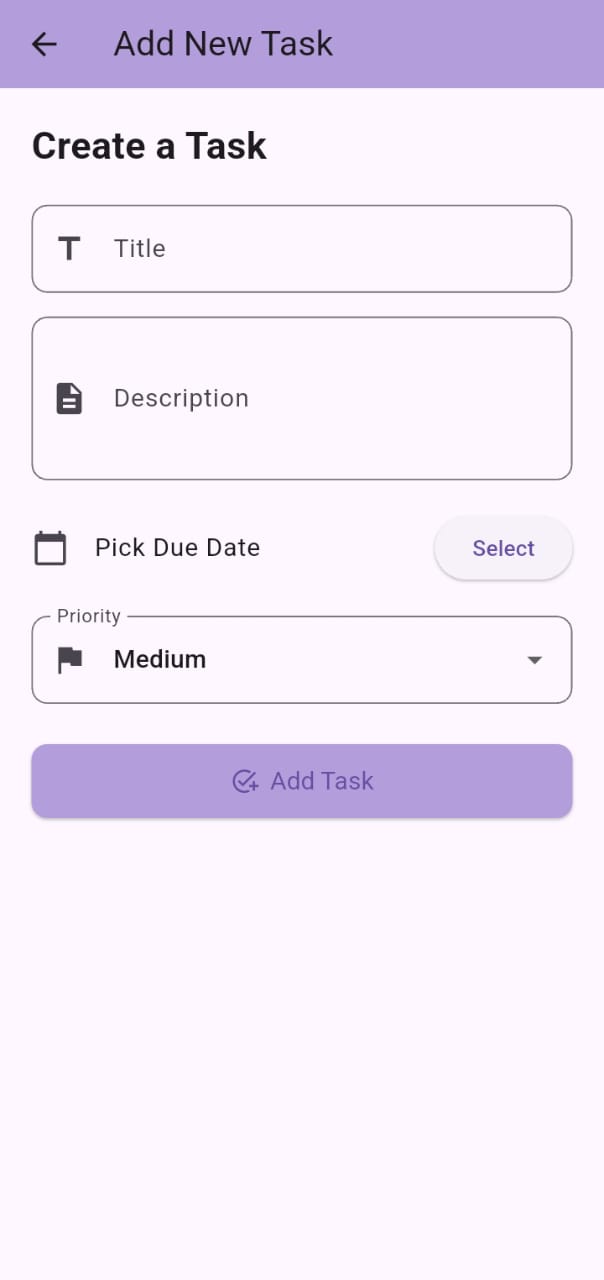 Add New Task
Create a Task
Title
Description
Pick Due Date
Select
Priority
Medium
Add Task